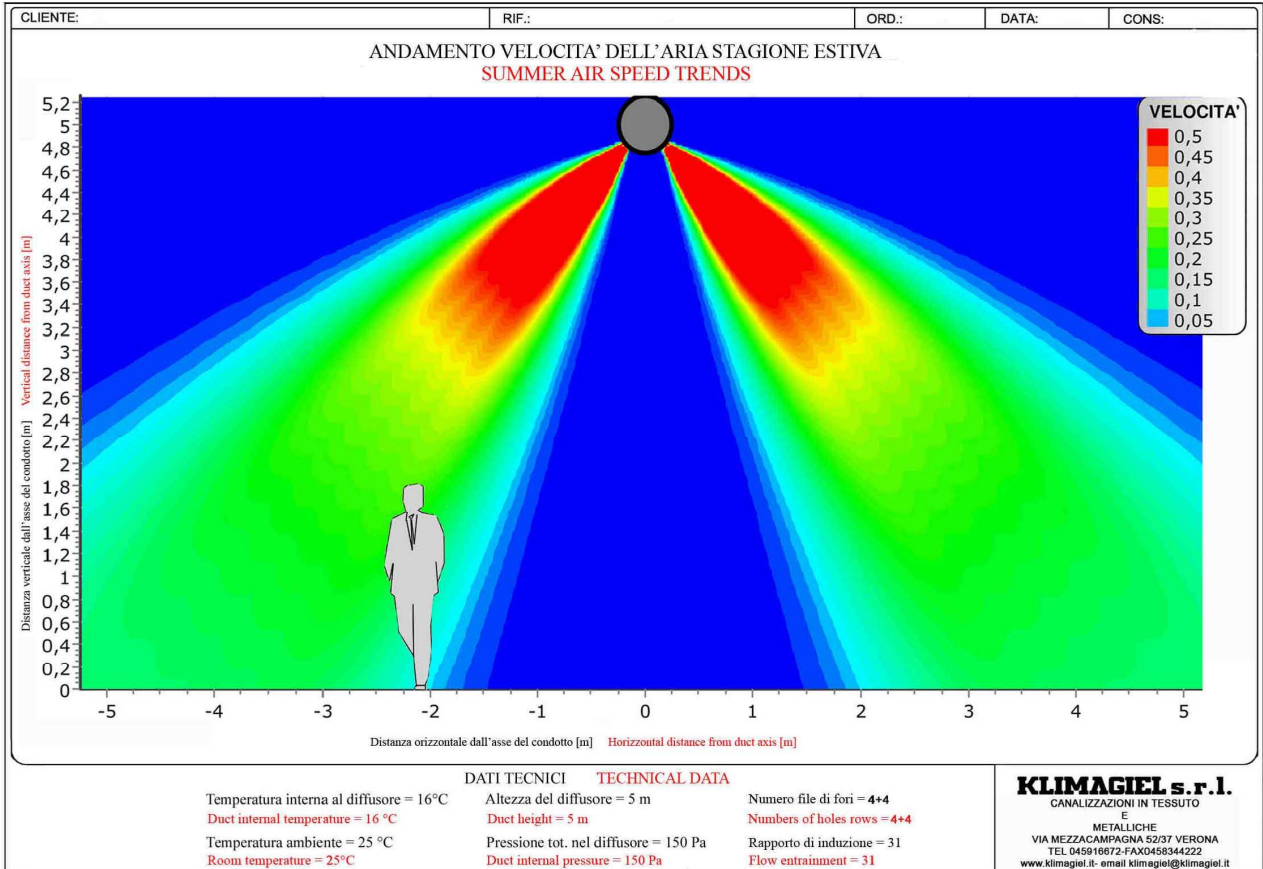 CLIENTE: RIF.: ORD.: DATA: CONS:
ANDAMENTO VELOCITA' DELL'ARIA STAGIONE ESTIVA
SUMMER AIR SPEED TRENDS
Distanza verticale dall'asse del condotto[m] Vertical distance from duct axis [m]
5,2
5
4,8
4,6
4,4
4,2
4
3,8
3,6
3,4
3,2
3
2,8
2,6
2,4
2,2
2
1,8
1,6
1,4
1,2
1
0,8
0,6
0,4
0,2
0
VELOCITA'
0,5
0,45
0,4
0,35
0,3
0,25
0,2
0,15
0,1
0,05
-5 -4 -3 -2 -1 0 1 2 3 4 5
Distanza orizzontale dall'asse del condotto [m] Horizzontal distance from duct axis [m]
DATI TECNICI TECHNICAL DATA
Temperatura interna al diffusore = 16°C
Duct internal temperature = 16 °C
Temperatura ambiente = 25 °C
Room temperature = 25°C
Altezza del diffusore = 5 m
Duct height = 5 m
Pressione tot. nel diffusore = 150 Pa
Duct internal pressure = 150 Pa
Numero file di fori = 4+4
Numbers of holes rows = 4+4
Rapporto di induzione = 31
Flow entrainment = 31
KLIMAGIEL s.r.l.
CANALIZZAZIONI IN TESSUTO
E
METALLICHE
VIA MEZZACAMPAGNA 52/37 VERONA
TEL 045916672-FAX0458344222
www.klimagiel.it- email klimagiel@klimagiel.it